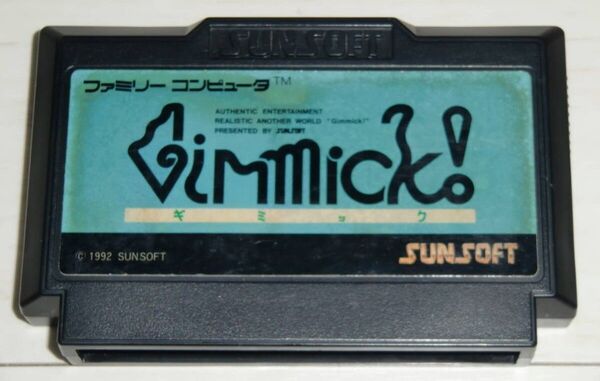 SUNSOFT
ファミリー コンピュータ™
AUTHENTIC ENTERTAINMENT
REALISTIC ANOTHER WORLD "Gimmick!"
PRESENTED BY SUNSOFT
Gimmick!
ギミック
© 1992 SUNSOFT
SUNSOFT